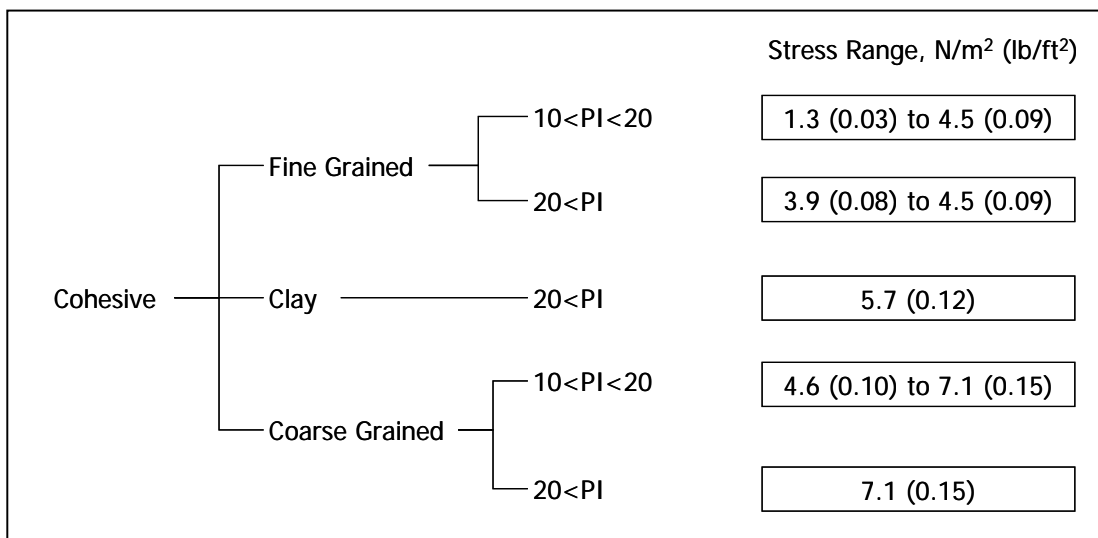 Stress Range, N/m² (lb/ft²)
10<PI<20
1.3 (0.03) to 4.5 (0.09)
Fine Grained
20<PI
3.9 (0.08) to 4.5 (0.09)
Cohesive
Clay
20<PI
5.7 (0.12)
10<PI<20
4.6 (0.10) to 7.1 (0.15)
Coarse Grained
20<PI
7.1 (0.15)